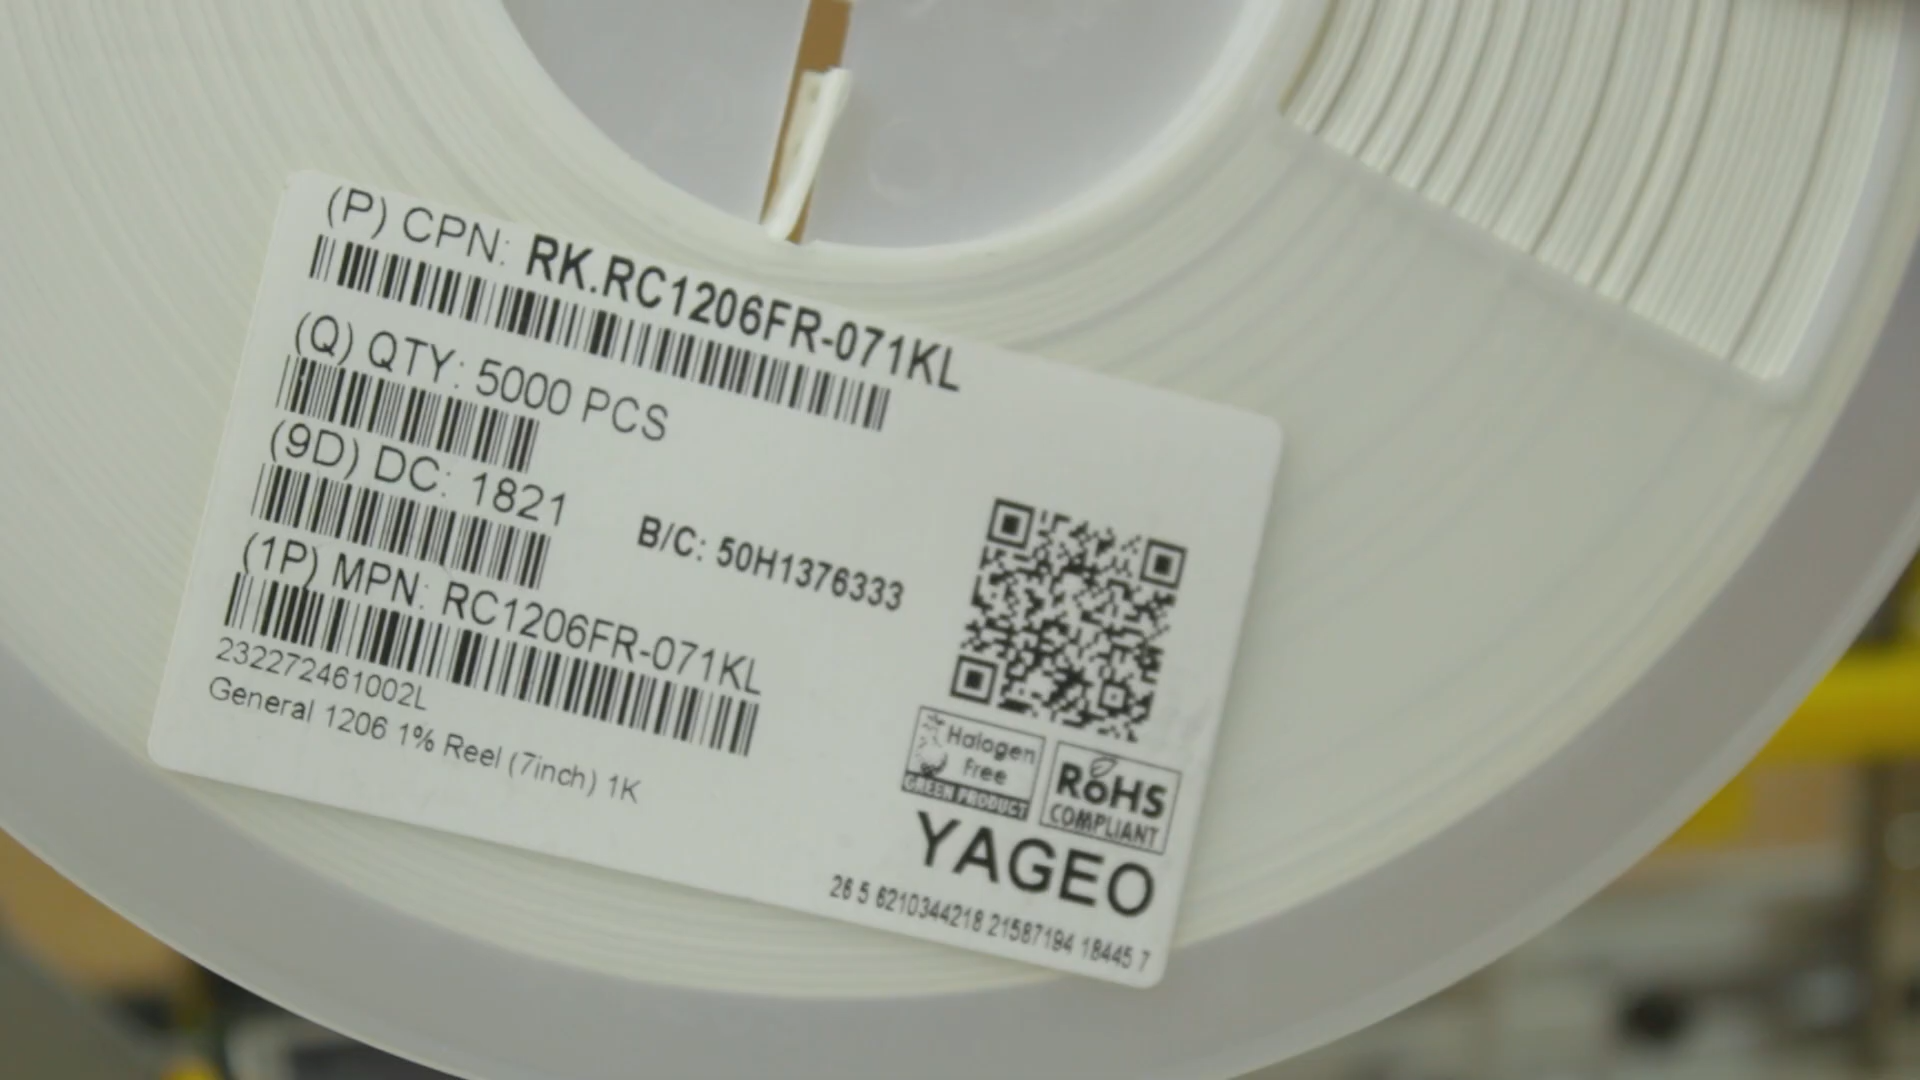 (P) CPN: RK.RC1206FR-071KL
(Q) QTY: 5000 PCS
(9D) DC: 1821
B/C: 50H1376333
(1P) MPN: RC1206FR-071KL
232272461002L
General 1206 1% Reel (7inch) 1K
Halogen
Free
GREEN PRODUCT
RoHS
COMPLIANT
YAGEO
26 5 6210344218 21587194 18445 7